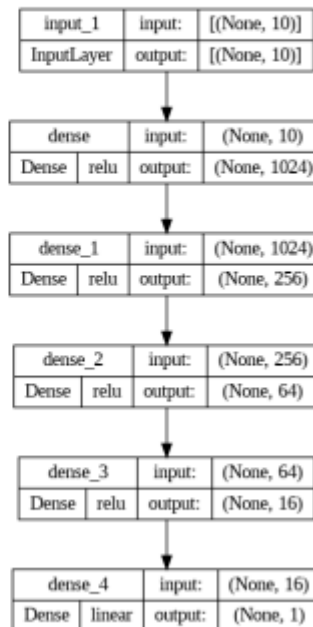 input_1 input: [(None, 10)]
InputLayer output: [(None, 10)]
dense input: (None, 10)
Dense relu output: (None, 1024)
dense_1 input: (None, 1024)
Dense relu output: (None, 256)
dense_2 input: (None, 256)
Dense relu output: (None, 64)
dense_3 input: (None, 64)
Dense relu output: (None, 16)
dense_4 input: (None, 16)
Dense linear output: (None, 1)